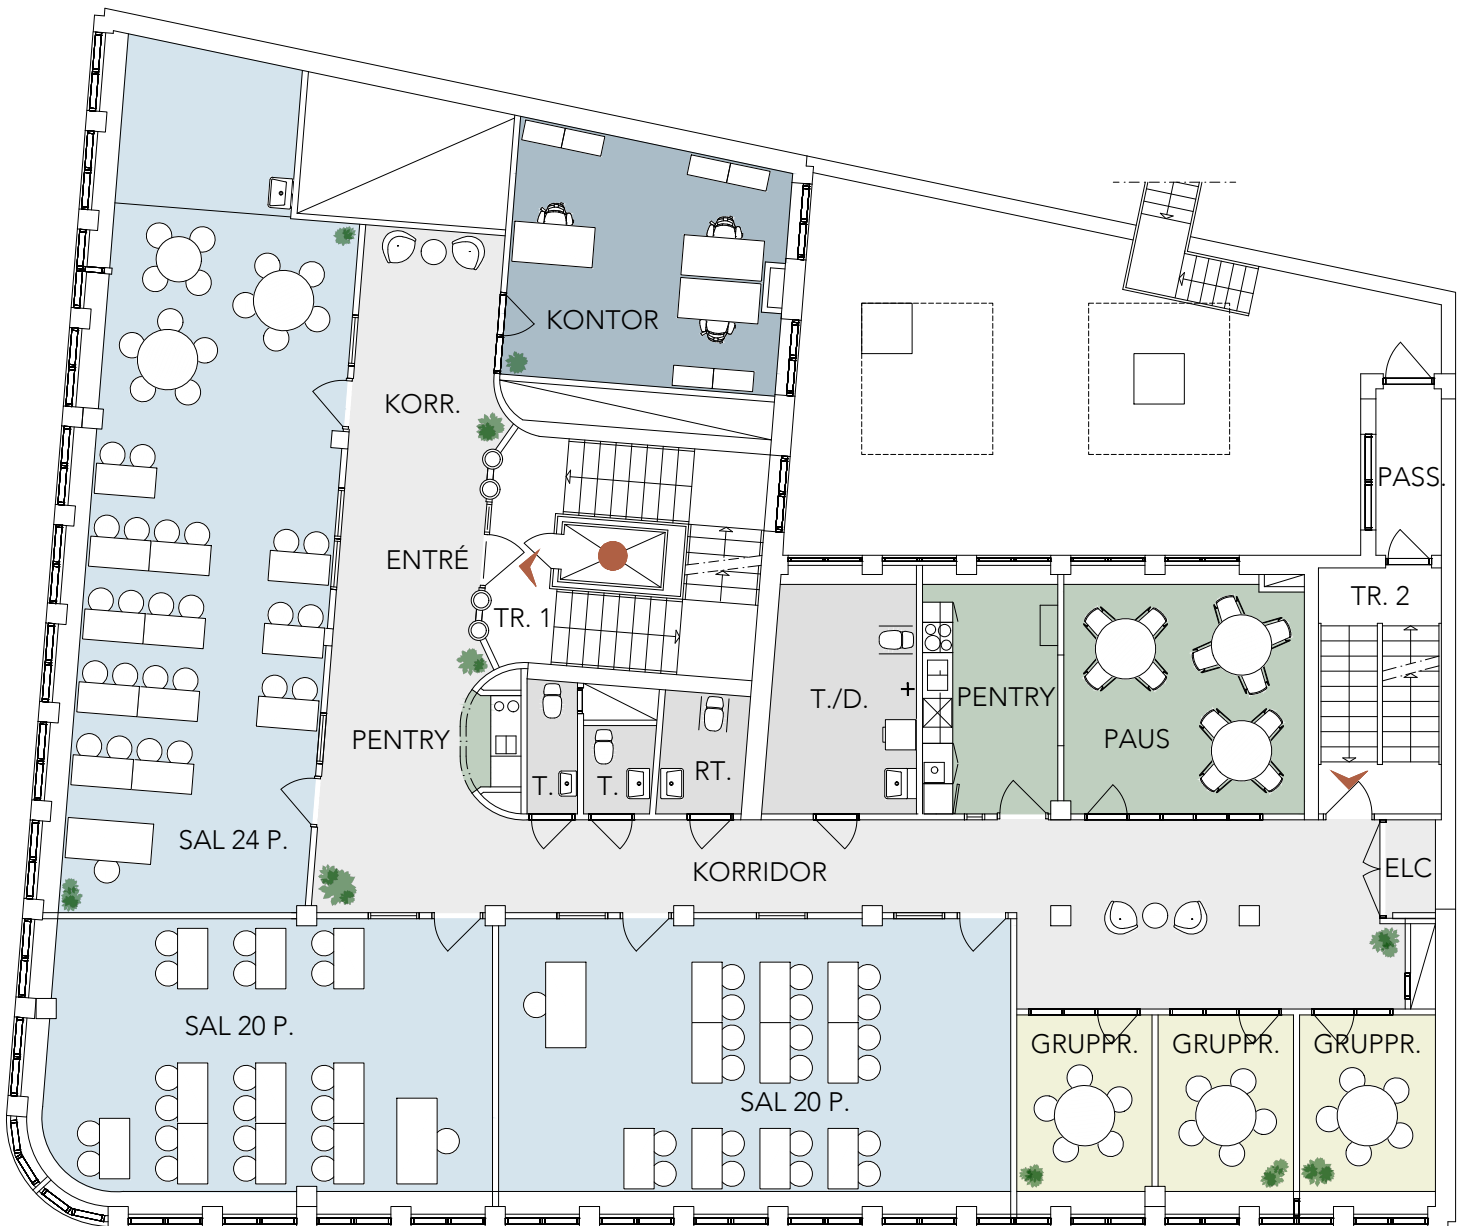 KONTOR
KORR.
PASS.
ENTRÉ
TR. 1
TR. 2
T./D.
PENTRY
PENTRY
PAUS
T.
T.
RT.
SAL 24 P.
KORRIDOR
ELC
SAL 20 P.
GRUPPR.
GRUPPR.
GRUPPR.
SAL 20 P.